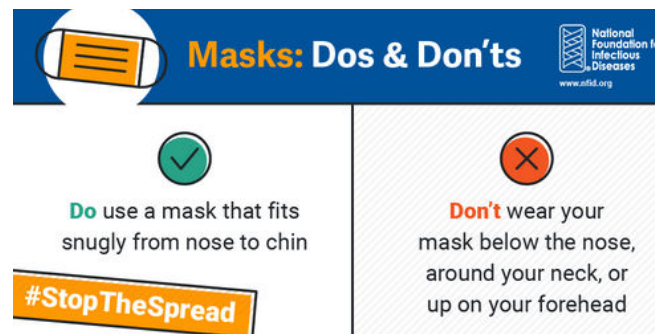 Masks: Dos & Don'ts
National
Foundation fo
Infectious
Diseases
www.nfid.org
Do use a mask that fits
snugly from nose to chin
#StopTheSpread
Don't wear your
mask below the nose,
around your neck, or
up on your forehead